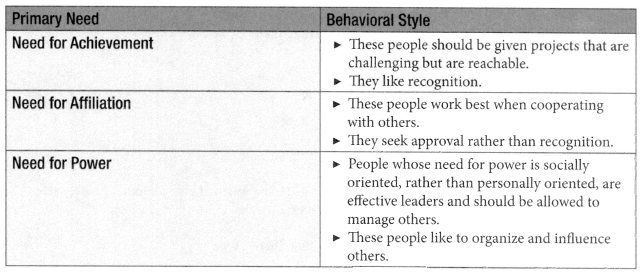 Primary Need
Behavioral Style
Need for Achievement
► These people should be given projects that are
challenging but are reachable.
► They like recognition.
Need for Affiliation
► These people work best when cooperating
with others.
► They seek approval rather than recognition.
Need for Power
► People whose need for power is socially
oriented, rather than personally oriented, are
effective leaders and should be allowed to
manage others.
► These people like to organize and influence
others.